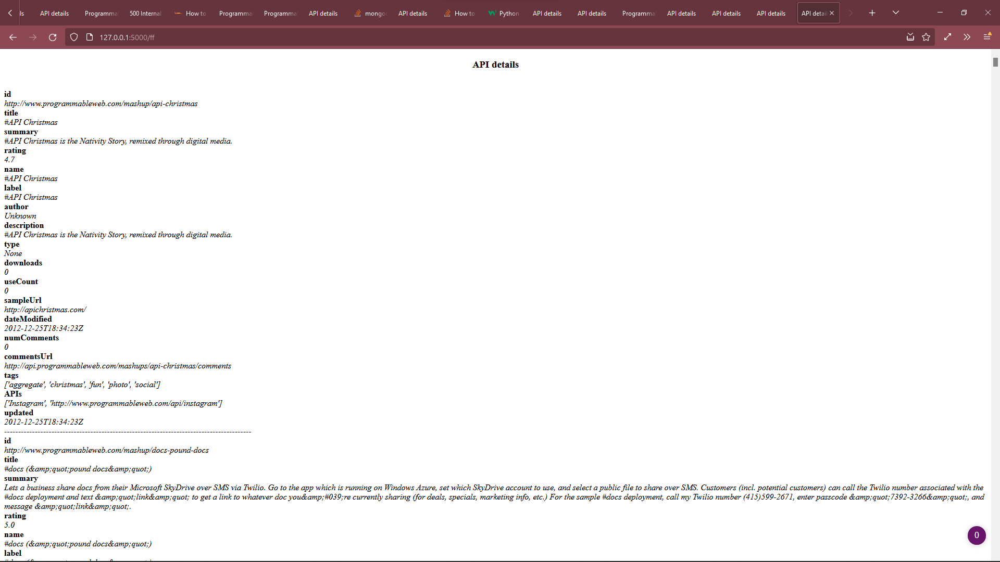 ls
API details
Programma
500 Internal
How to
Programma
Programma
API details
mongo
API details
How to
Python
API details
API details
Programma
API details
API details
API details
API detail
127.0.0.1:5000/ff
API details
id
http://www.programmableweb.com/mashup/api-christmas
title
#API Christmas
summary
#API Christmas is the Nativity Story, remixed through digital media.
rating
4.7
name
#API Christmas
label
#API Christmas
author
Unknown
description
#API Christmas is the Nativity Story, remixed through digital media.
type
None
downloads
0
useCount
0
sampleUrl
http://apichristmas.com/
dateModified
2012-12-25T18:34:23Z
numComments
0
commentsUrl
http://api.programmableweb.com/mashups/api-christmas/comments
tags
['aggregate', 'christmas', 'fun', 'photo', 'social']
APIs
['Instagram', 'http://www.programmableweb.com/api/instagram']
updated
2012-12-25T18:34:23Z
------------------------------------------------------------------------------------------
id
http://www.programmableweb.com/mashup/docs-pound-docs
title
#docs (&amp;quot;pound docs&amp;quot;)
summary
Lets a business share docs from their Microsoft SkyDrive over SMS via Twilio. Go to the app which is running on Windows Azure, set which SkyDrive account to use, and select a public file to share over SMS. Customers (incl. potential customers) can call the Twilio number associated with the
#docs deployment and text &amp;quot;link&amp;quot; to get a link to whatever doc you&amp;#039;re currently sharing (for deals, specials, marketing info, etc.) For the sample #docs deployment, call my Twilio number (415)599-2671, enter passcode &amp;quot;7392-3266&amp;quot;, and
message &amp;quot;link&amp;quot;.
rating
5.0
name
#docs (&amp;quot;pound docs&amp;quot;)
label
0